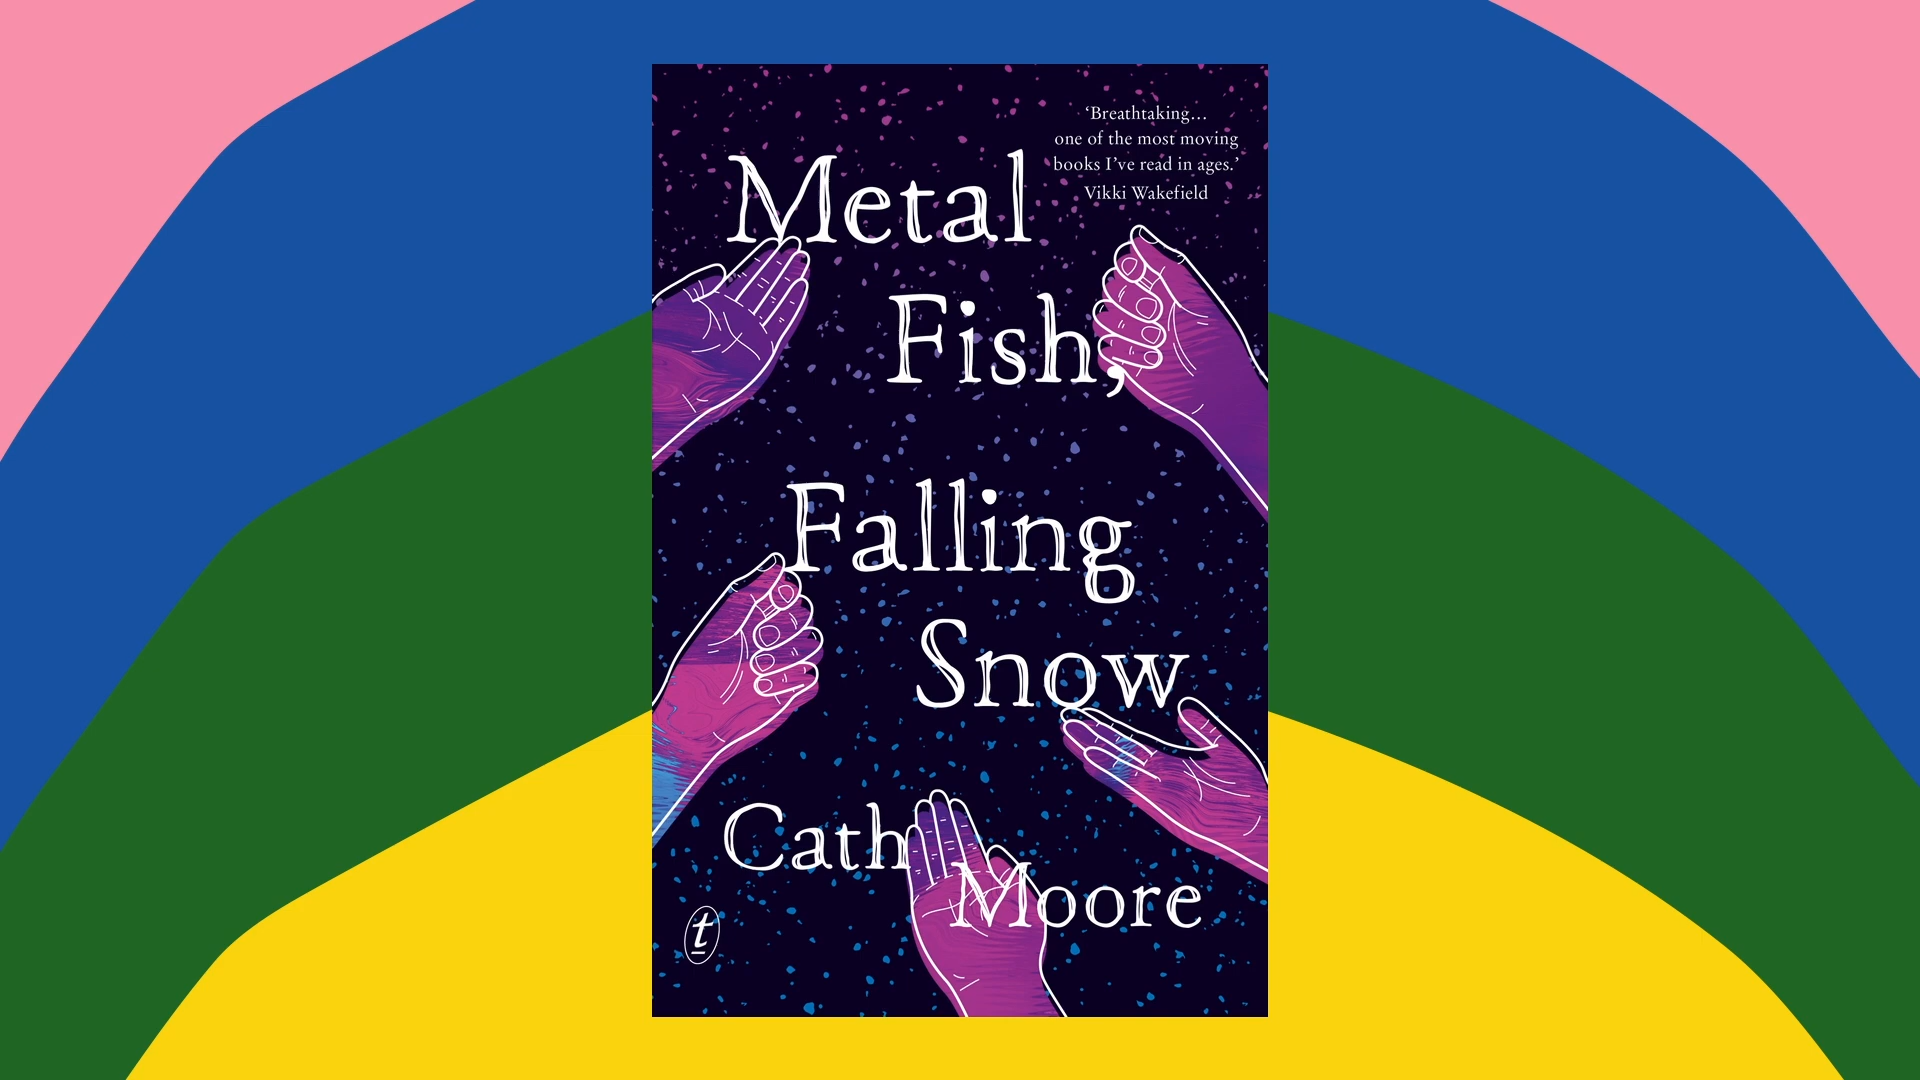 ‘Breathtaking…
one of the most moving
books I’ve read in ages.’
Vikki Wakefield
Metal
Fish,
Falling
Snow
Cath
Moore
t